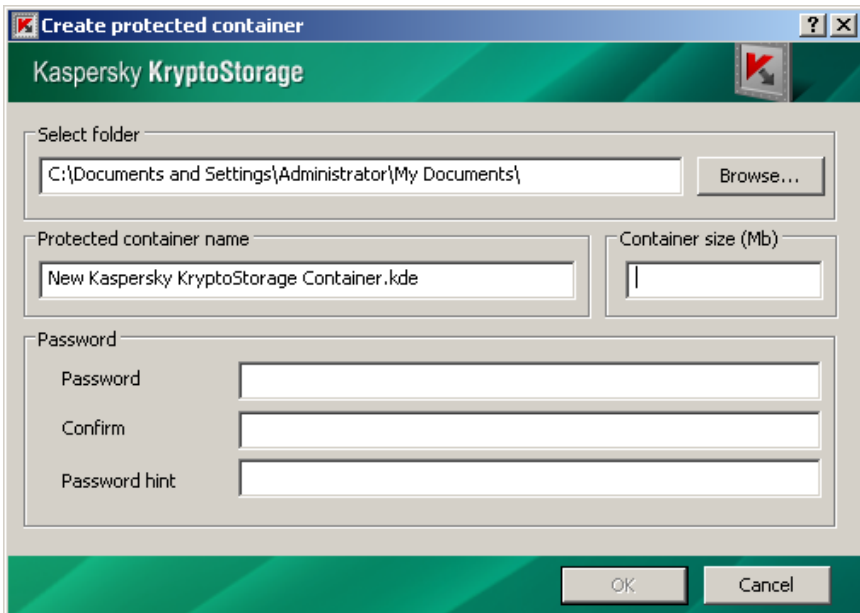 Create protected container
Kaspersky KryptoStorage
Select folder
C:\Documents and Settings\Administrator\My Documents\
Browse...
Protected container name
Container size (Mb)
New Kaspersky KryptoStorage Container.kde
Password
Password
Confirm
Password hint
OK
Cancel